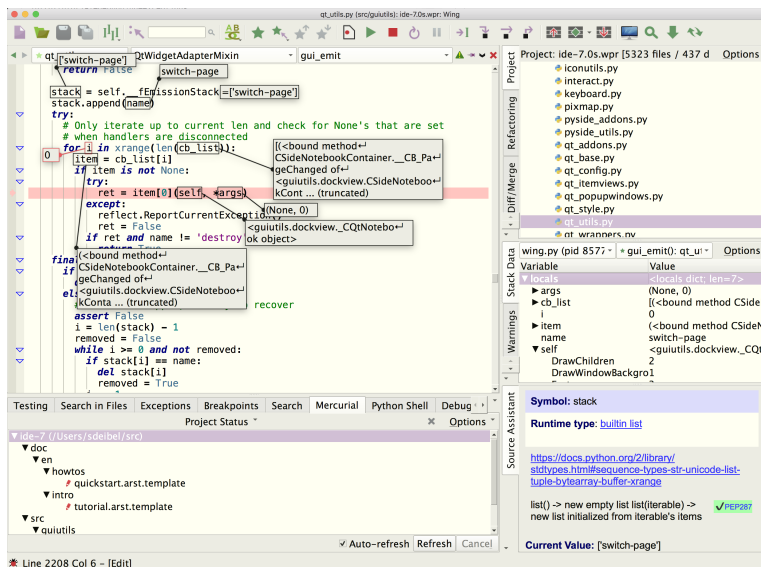 qt_utils.py (src/guiutils): ide-7.0s.wpr: Wing
['switch-page']
QtWidgetAdapterMixin
gui_emit
return False
switch-page
stack = self.__fEmissionStack
=['switch-page']
stack.append(name)
try:
# Only iterate up to current len and check for None's that are set
# when handlers are disconnected
0
for i in xrange(len(cb_list)):
item = cb_list[i]
if item is not None:
try:
ret = item[0](self, *args)
except:
reflect.ReportCurrentException()
ret = False
if ret and name != 'destroy
[(<bound method↵
CSideNotebookContainer.__CB_Pa↵
geChanged of↵
<guiutils.dockview.CSideNoteboo↵
kCont ... (truncated)
(None, 0)
<guiutils.dockview._CQtNotebo↵
ok object>
(<bound method↵
CSideNotebookContainer.__CB_Pa↵
geChanged of↵
<guiutils.dockview.CSideNoteboo↵
kConta ... (truncated)
if
to recover
assert False
i = len(stack) - 1
removed = False
while i >= 0 and not removed:
if stack[i] == name:
del stack[i]
removed = True
Testing Search in Files Exceptions Breakpoints Search Mercurial Python Shell Debug
Project Status
Options
ide-7 (/Users/sdeibel/src)
doc
en
howtos
quickstart.arst.template
intro
tutorial.arst.template
src
guiutils
Auto-refresh Refresh Cancel
Line 2208 Col 6 – [Edit]
Project
Refactoring
Diff/Merge
Project: ide-7.0s.wpr [5323 files / 437 d
Options
iconutils.py
interact.py
keyboard.py
pixmap.py
pyside_addons.py
pyside_utils.py
qt_addons.py
qt_base.py
qt_config.py
qt_itemviews.py
qt_popupwindows.py
qt_style.py
qt_utils.py
qt_wrappers.py
Stack Data
Warnings
wing.py (pid 8577
gui_emit(): qt_u
Options
Variable Value
locals <locals dict; len=7>
args (None, 0)
cb_list [(<bound method CSide
i 0
item (<bound method CSideN
name switch-page
self <guiutils.dockview._CQt
DrawChildren 2
DrawWindowBackgro1
Source Assistant
Symbol: stack
Runtime type: builtin list
https://docs.python.org/2/library/
stdtypes.html#sequence-types-str-unicode-list-
tuple-bytearray-buffer-xrange
list() -> new empty list list(iterable) ->
new list initialized from iterable's items
✓PEP287
Current Value: ['switch-page']